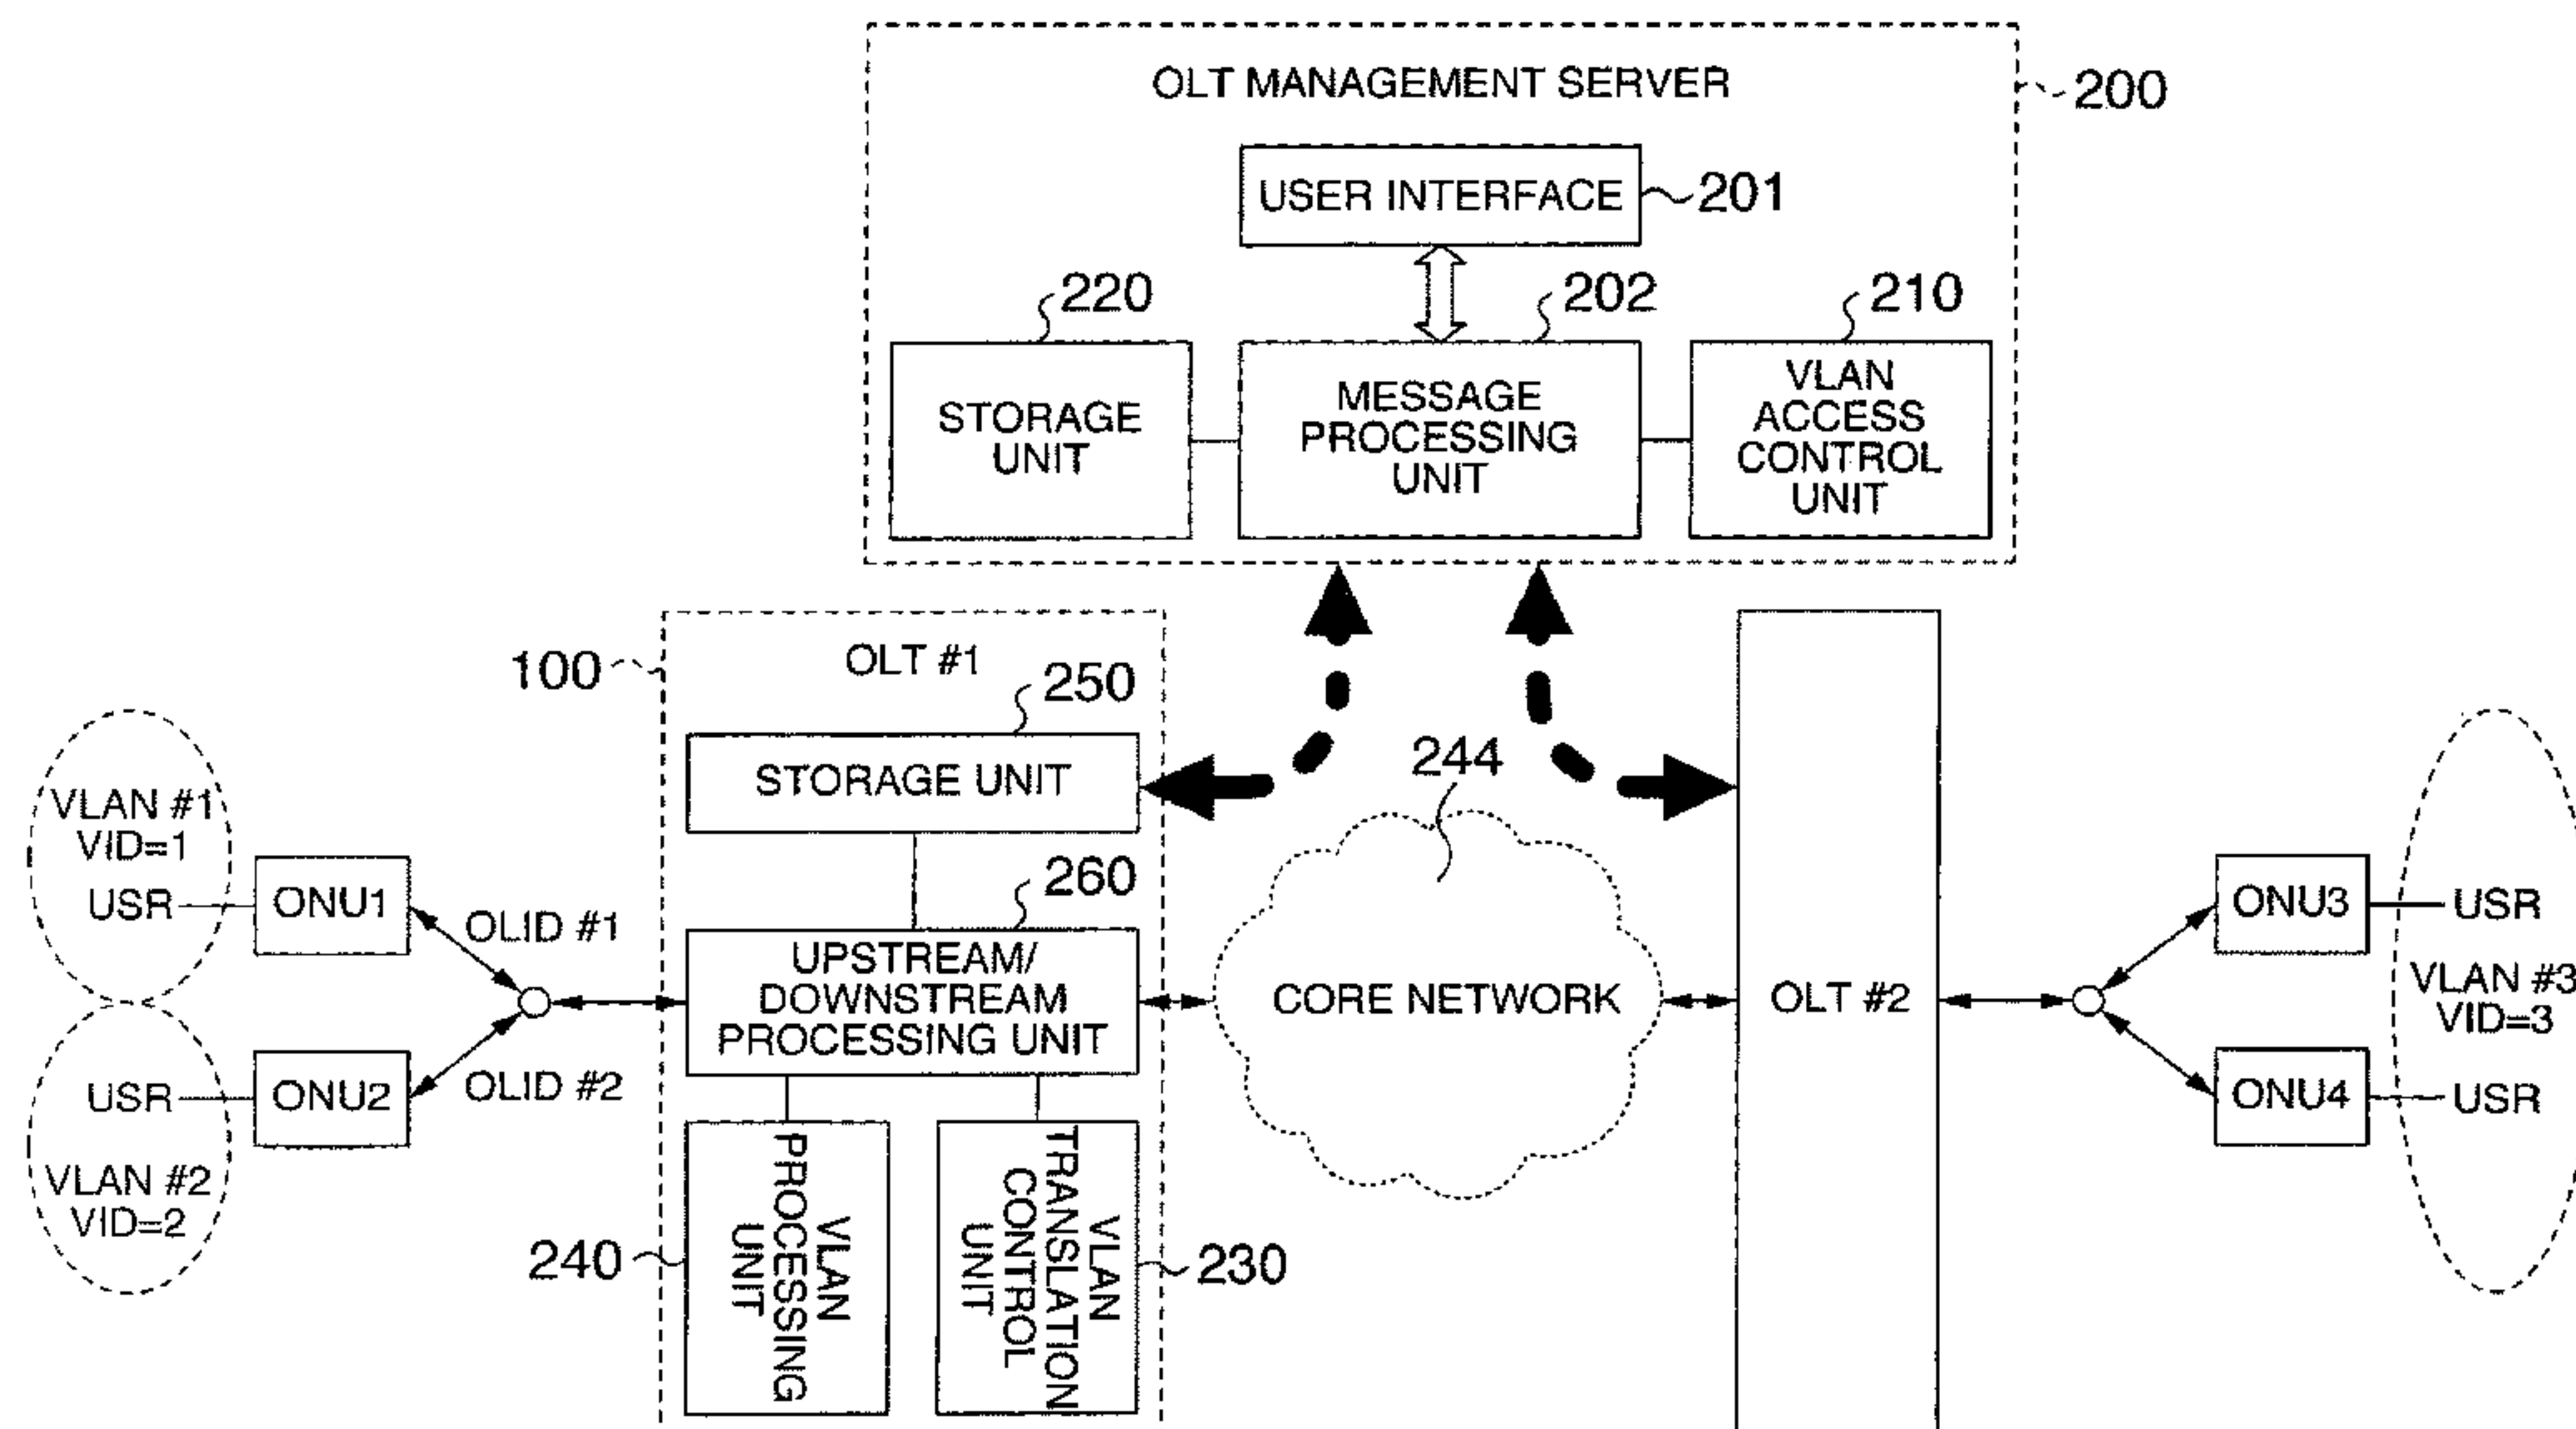 OLT MANAGEMENT SERVER
200
USER INTERFACE
201
220
202
210
STORAGE
UNIT
MESSAGE
PROCESSING
UNIT
VLAN
ACCESS
CONTROL
UNIT
100
OLT #1
250
STORAGE UNIT
244
VLAN #1
VID=1
USR
ONU1
OLID #1
260
UPSTREAM/
DOWNSTREAM
PROCESSING UNIT
CORE NETWORK
OLT #2
ONU3
USR
VLAN #3
VID=3
USR
ONU2
OLID #2
ONU4
USR
VLAN #2
VID=2
240
VLAN
PROCESSING
UNIT
VLAN
TRANSLATION
CONTROL
UNIT
230